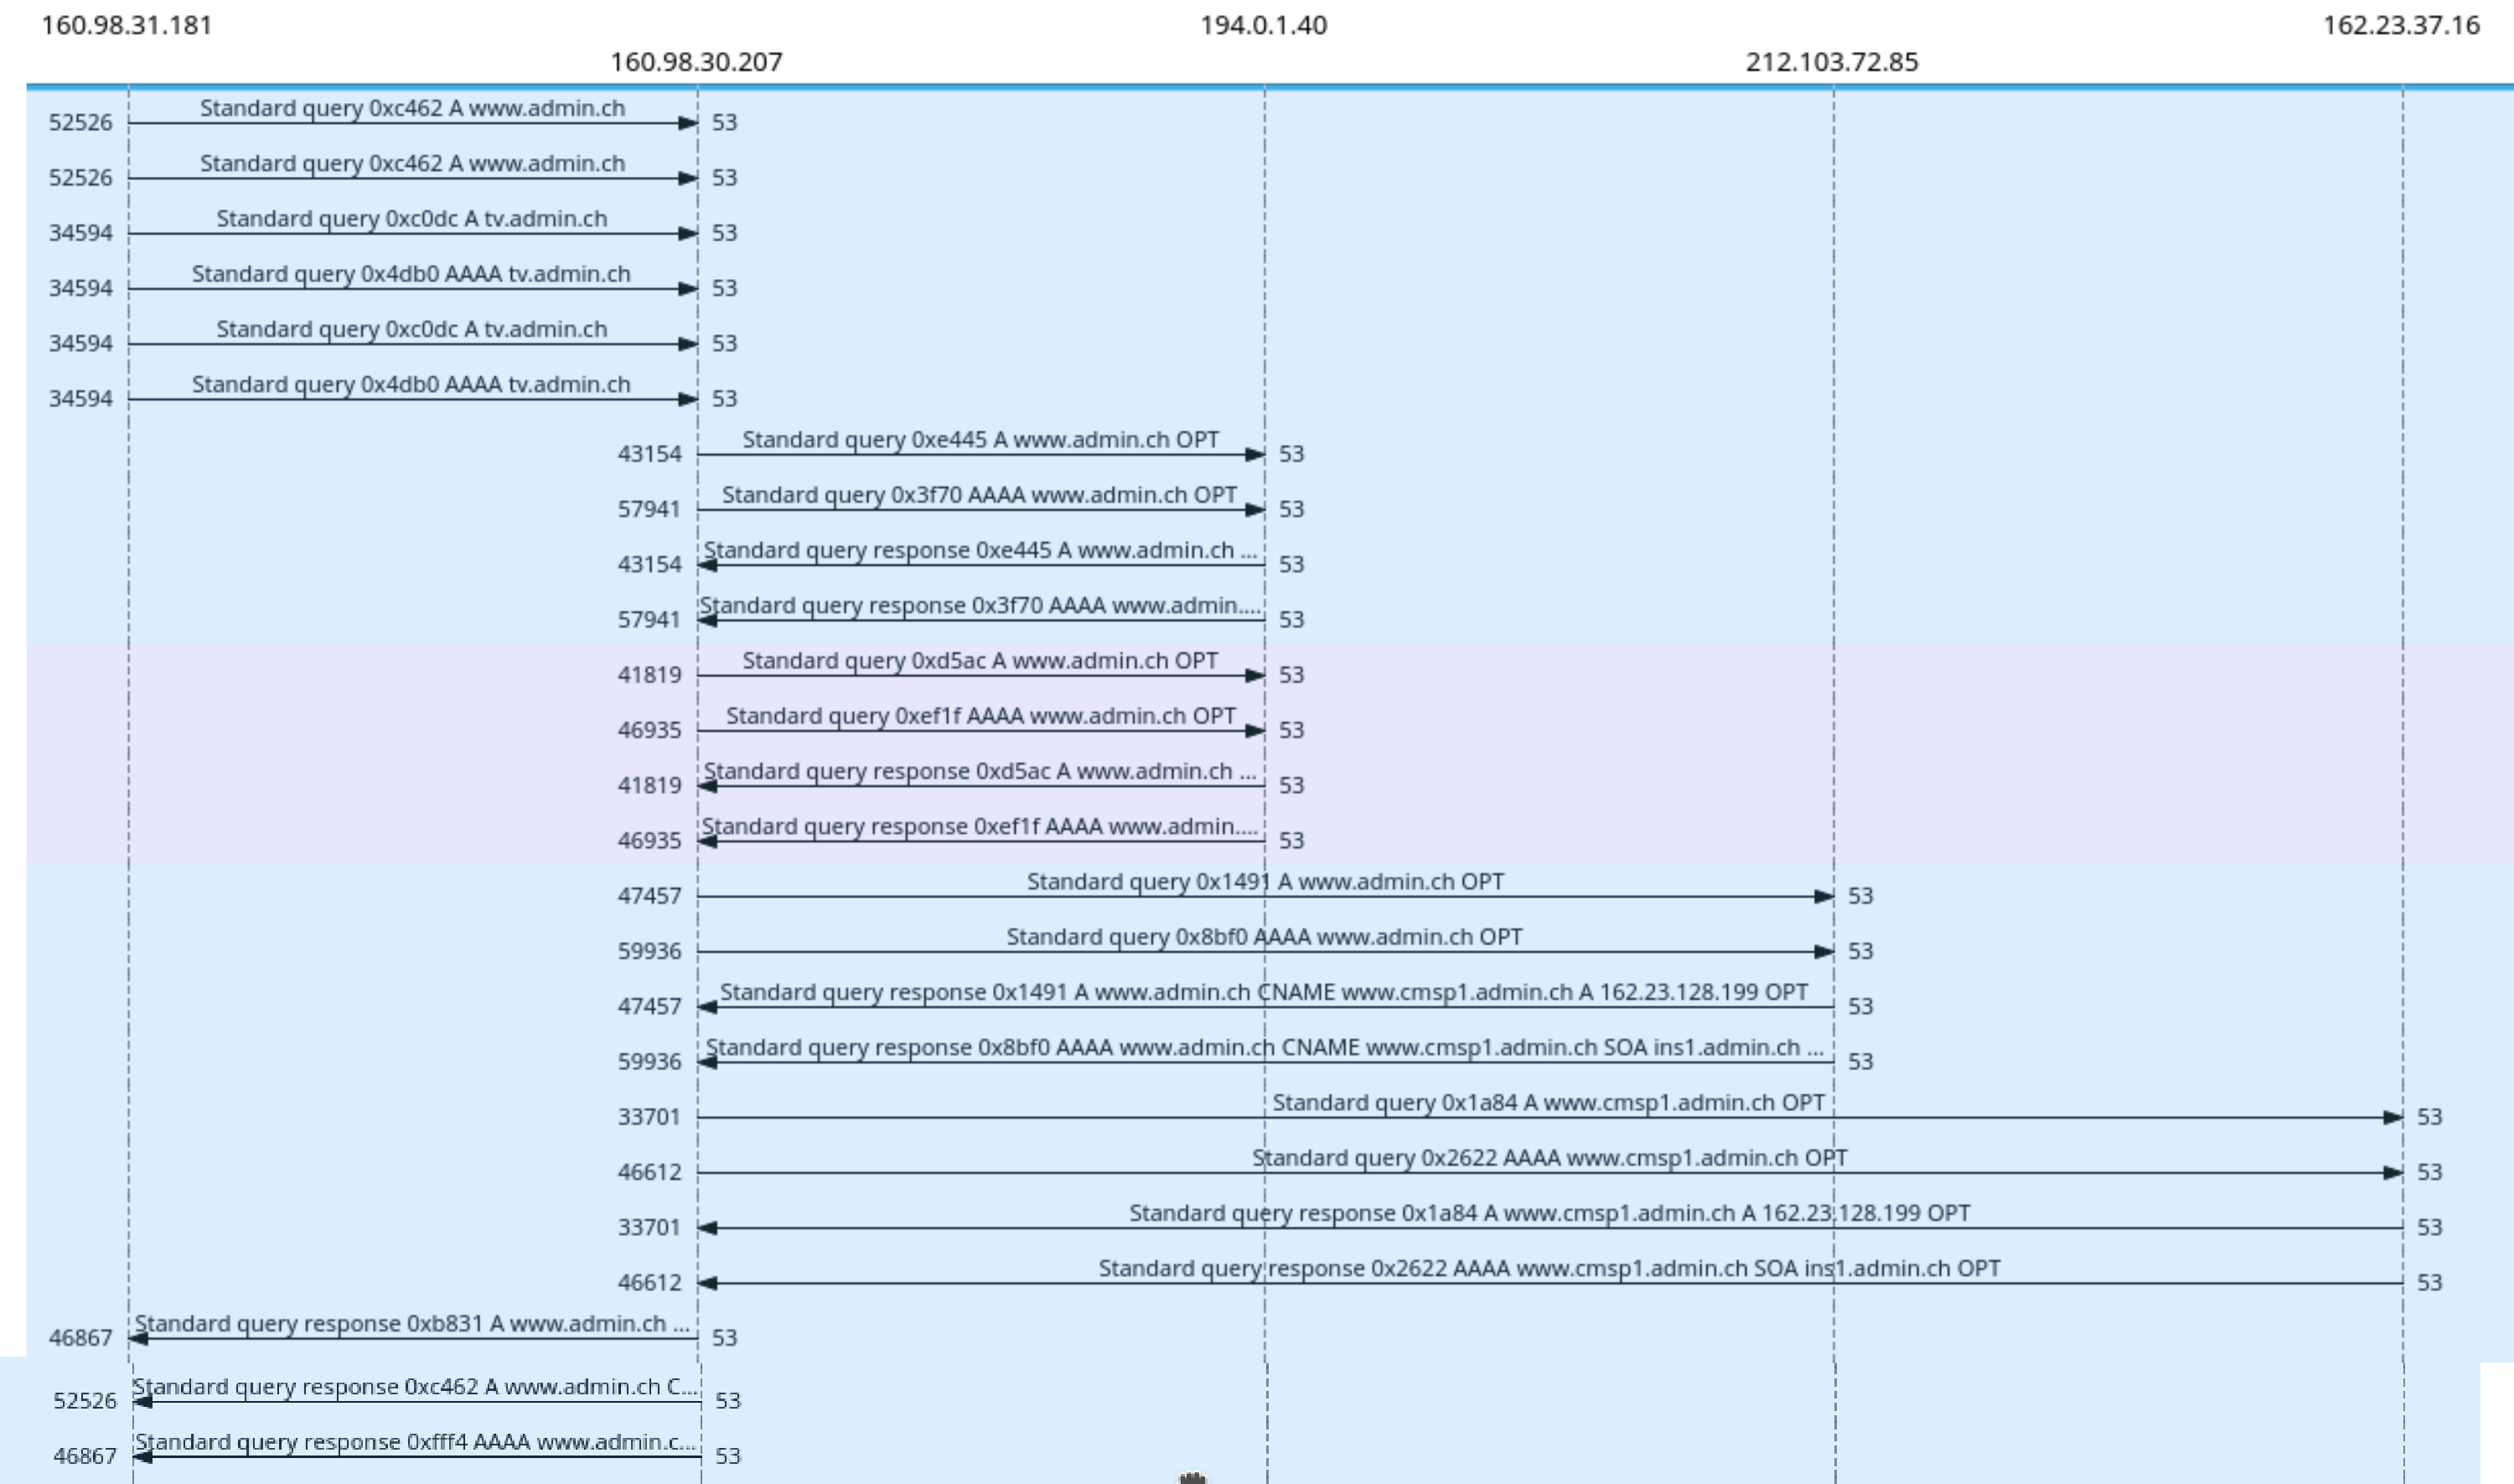 160.98.31.181 194.0.1.40 162.23.37.16
160.98.30.207 212.103.72.85
Standard query 0xc462 A www.admin.ch
52526 53
Standard query 0xc462 A www.admin.ch
52526 53
Standard query 0xc0dc A tv.admin.ch
34594 53
Standard query 0x4db0 AAAA tv.admin.ch
34594 53
Standard query 0xc0dc A tv.admin.ch
34594 53
Standard query 0x4db0 AAAA tv.admin.ch
34594 53
Standard query 0xe445 A www.admin.ch OPT
43154 53
Standard query 0x3f70 AAAA www.admin.ch OPT
57941 53
Standard query response 0xe445 A www.admin.ch ...
43154 53
Standard query response 0x3f70 AAAA www.admin....
57941 53
Standard query 0xd5ac A www.admin.ch OPT
41819 53
Standard query 0xef1f AAAA www.admin.ch OPT
46935 53
Standard query response 0xd5ac A www.admin.ch ...
41819 53
Standard query response 0xef1f AAAA www.admin....
46935 53
Standard query 0x1491 A www.admin.ch OPT
47457 53
Standard query 0x8bf0 AAAA www.admin.ch OPT
59936 53
Standard query response 0x1491 A www.admin.ch CNAME www.cmsp1.admin.ch A 162.23.128.199 OPT
47457 53
Standard query response 0x8bf0 AAAA www.admin.ch CNAME www.cmsp1.admin.ch SOA ins1.admin.ch ...
59936 53
Standard query 0x1a84 A www.cmsp1.admin.ch OPT
33701 53
Standard query 0x2622 AAAA www.cmsp1.admin.ch OPT
46612 53
Standard query response 0x1a84 A www.cmsp1.admin.ch A 162.23.128.199 OPT
33701 53
Standard query response 0x2622 AAAA www.cmsp1.admin.ch SOA ins1.admin.ch OPT
46612 53
Standard query response 0xb831 A www.admin.ch ...
46867 53
Standard query response 0xc462 A www.admin.ch C...
52526 53
Standard query response 0xfff4 AAAA www.admin.c...
46867 53